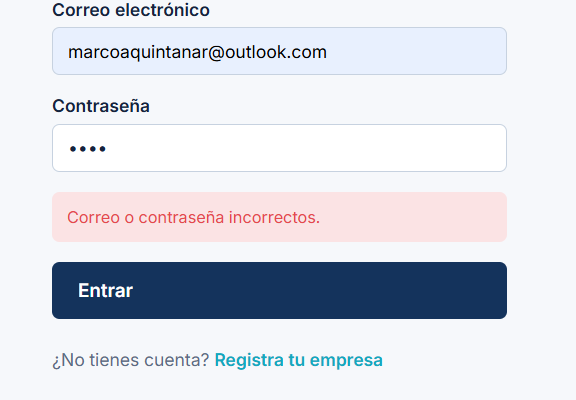 Correo electrónico
marcoaquintanar@outlook.com
Contraseña
••••
Correo o contraseña incorrectos.
Entrar
¿No tienes cuenta? Registra tu empresa